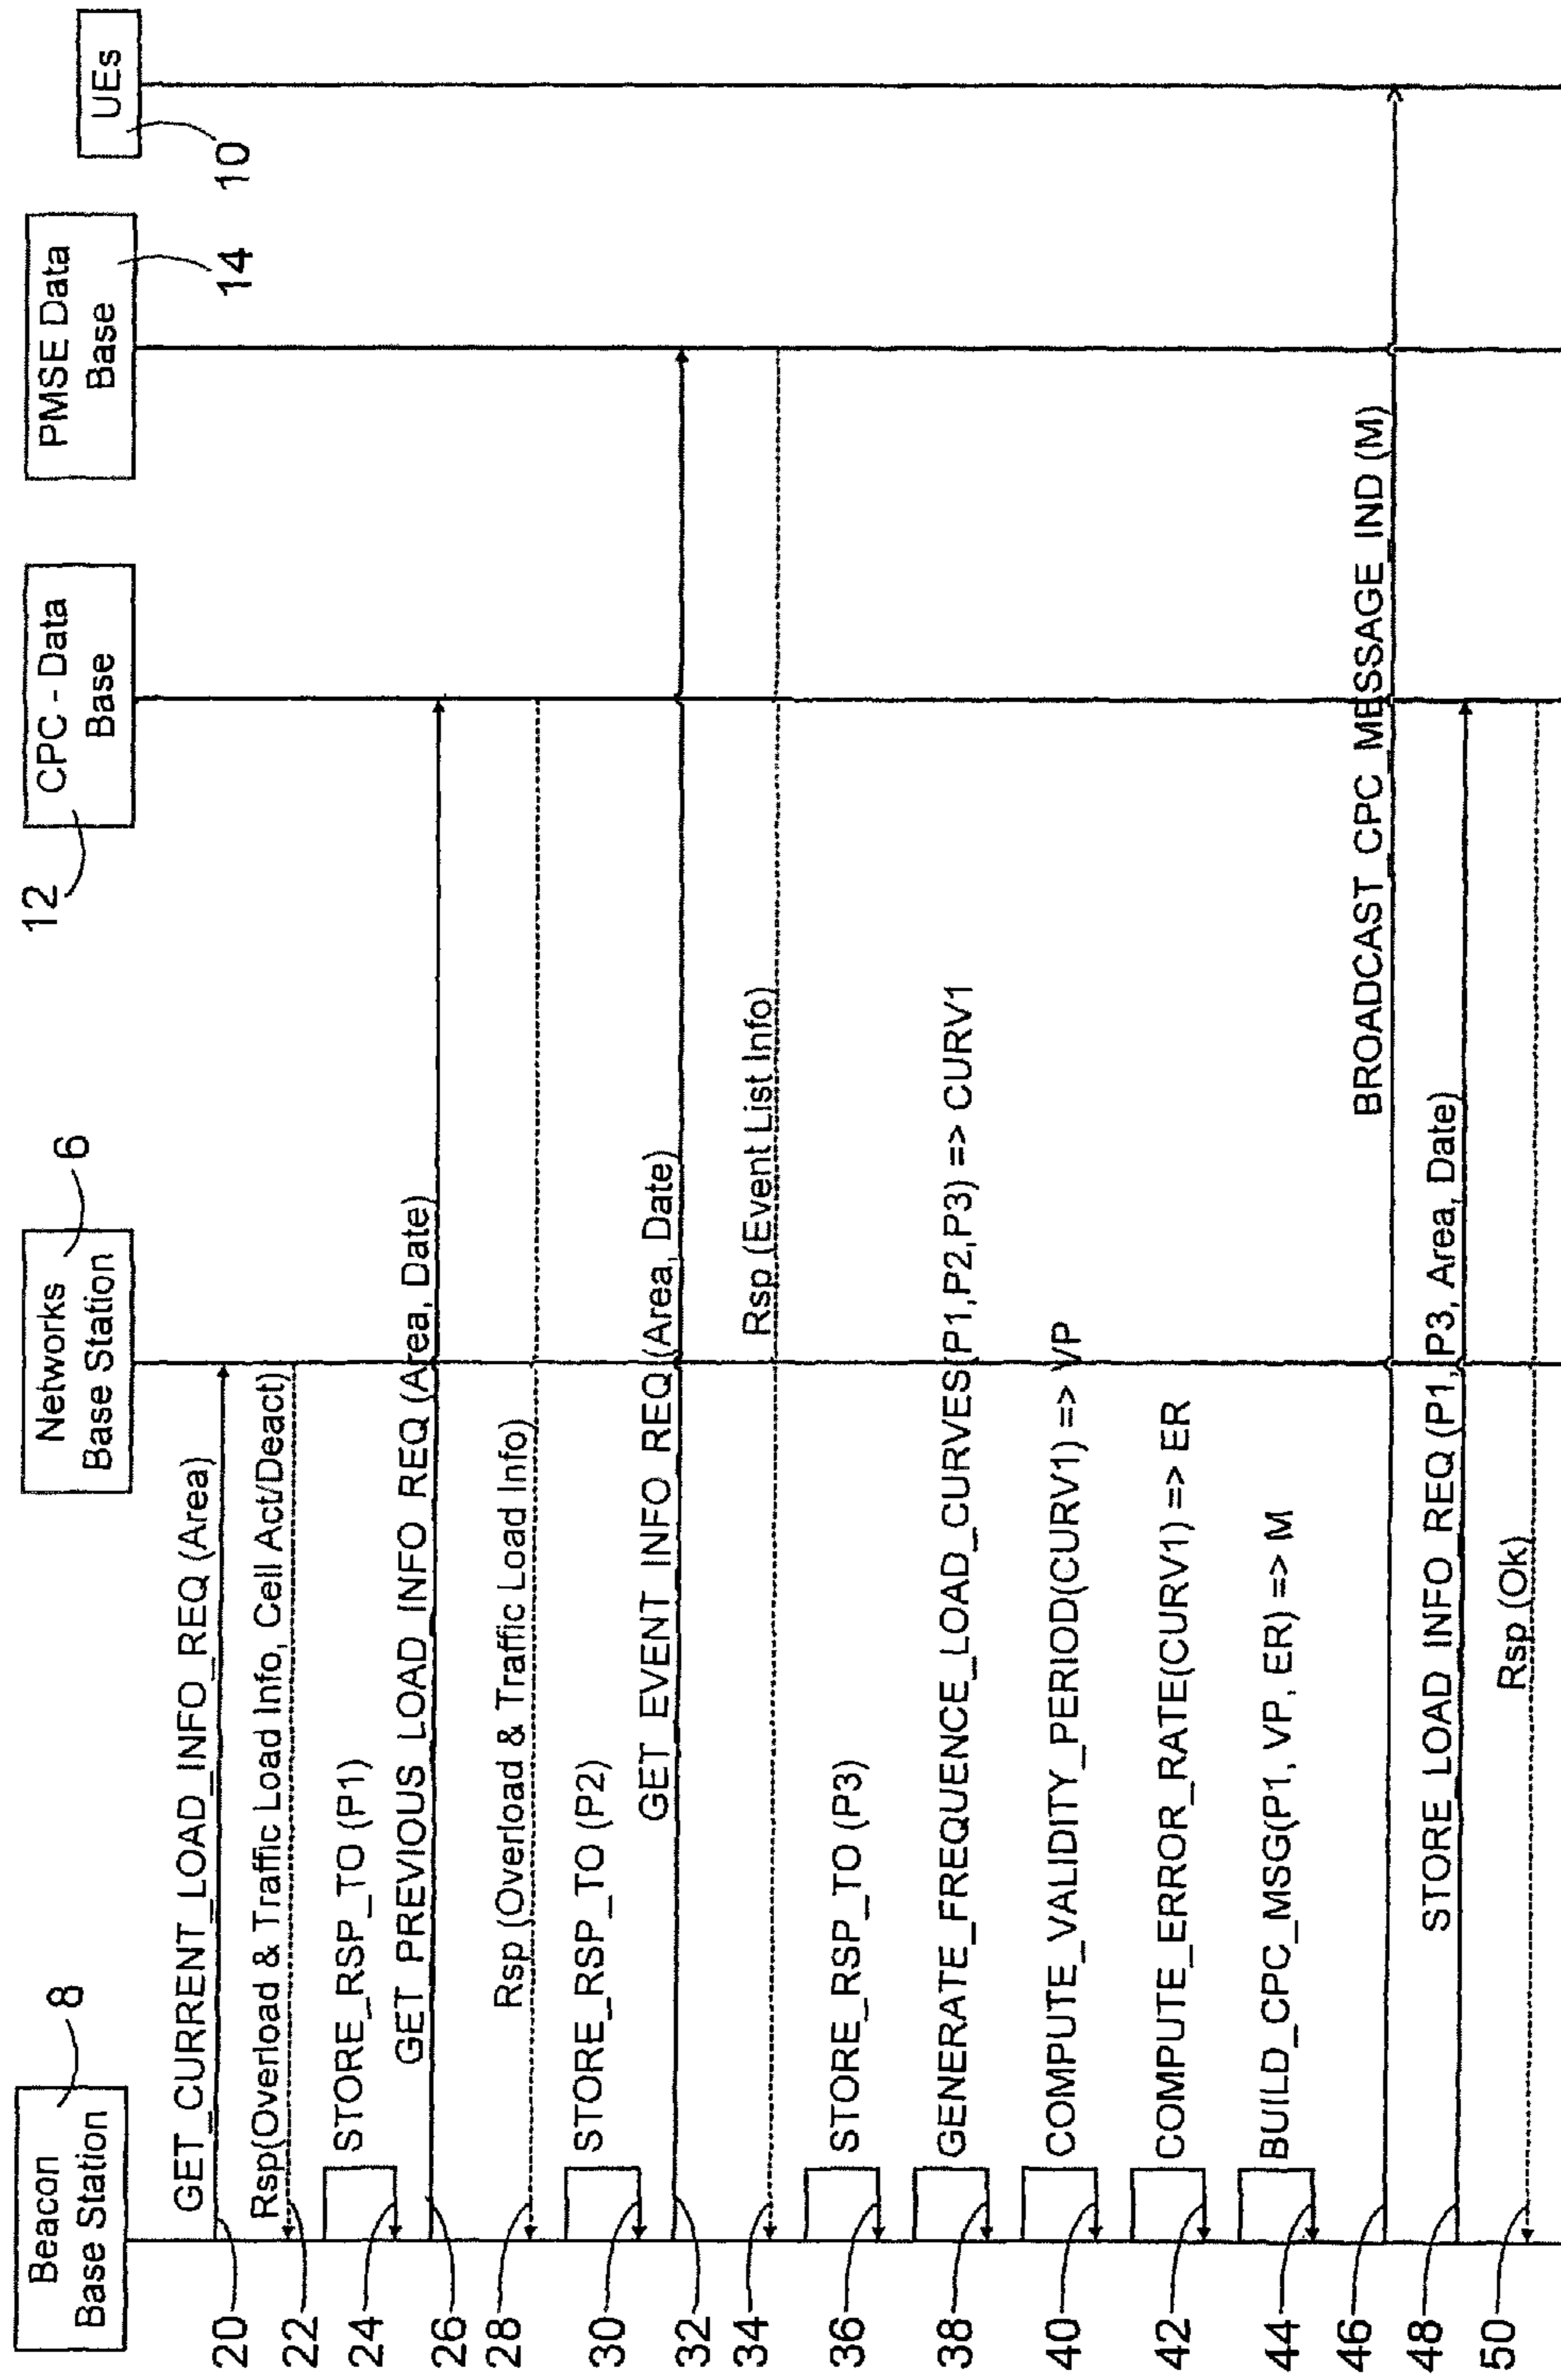 Beacon
Base Station
8
Networks
Base Station
6
12
CPC - Data
Base
PMSE Data
Base
14
UEs
10
20
GET_CURRENT_LOAD_INFO_REQ (Area)
22
Rsp(Overload & Traffic Load Info, Cell Act/Deact)
24
STORE_RSP_TO (P1)
26
GET_PREVIOUS_LOAD_INFO_REQ (Area, Date)
28
Rsp (Overload & Traffic Load Info)
30
STORE_RSP_TO (P2)
32
GET_EVENT_INFO_REQ (Area, Date)
34
Rsp (Event List Info)
36
STORE_RSP_TO (P3)
38
GENERATE_FREQUENCE_LOAD_CURVES(P1,P2,P3) => CURV1
40
COMPUTE_VALIDITY_PERIOD(CURV1) => VP
42
COMPUTE_ERROR_RATE(CURV1) => ER
44
BUILD_CPC_MSG(P1, VP, ER) => M
46
BROADCAST_CPC_MESSAGE_IND (M)
48
STORE_LOAD_INFO_REQ (P1, P3, Area, Date)
50
Rsp (Ok)